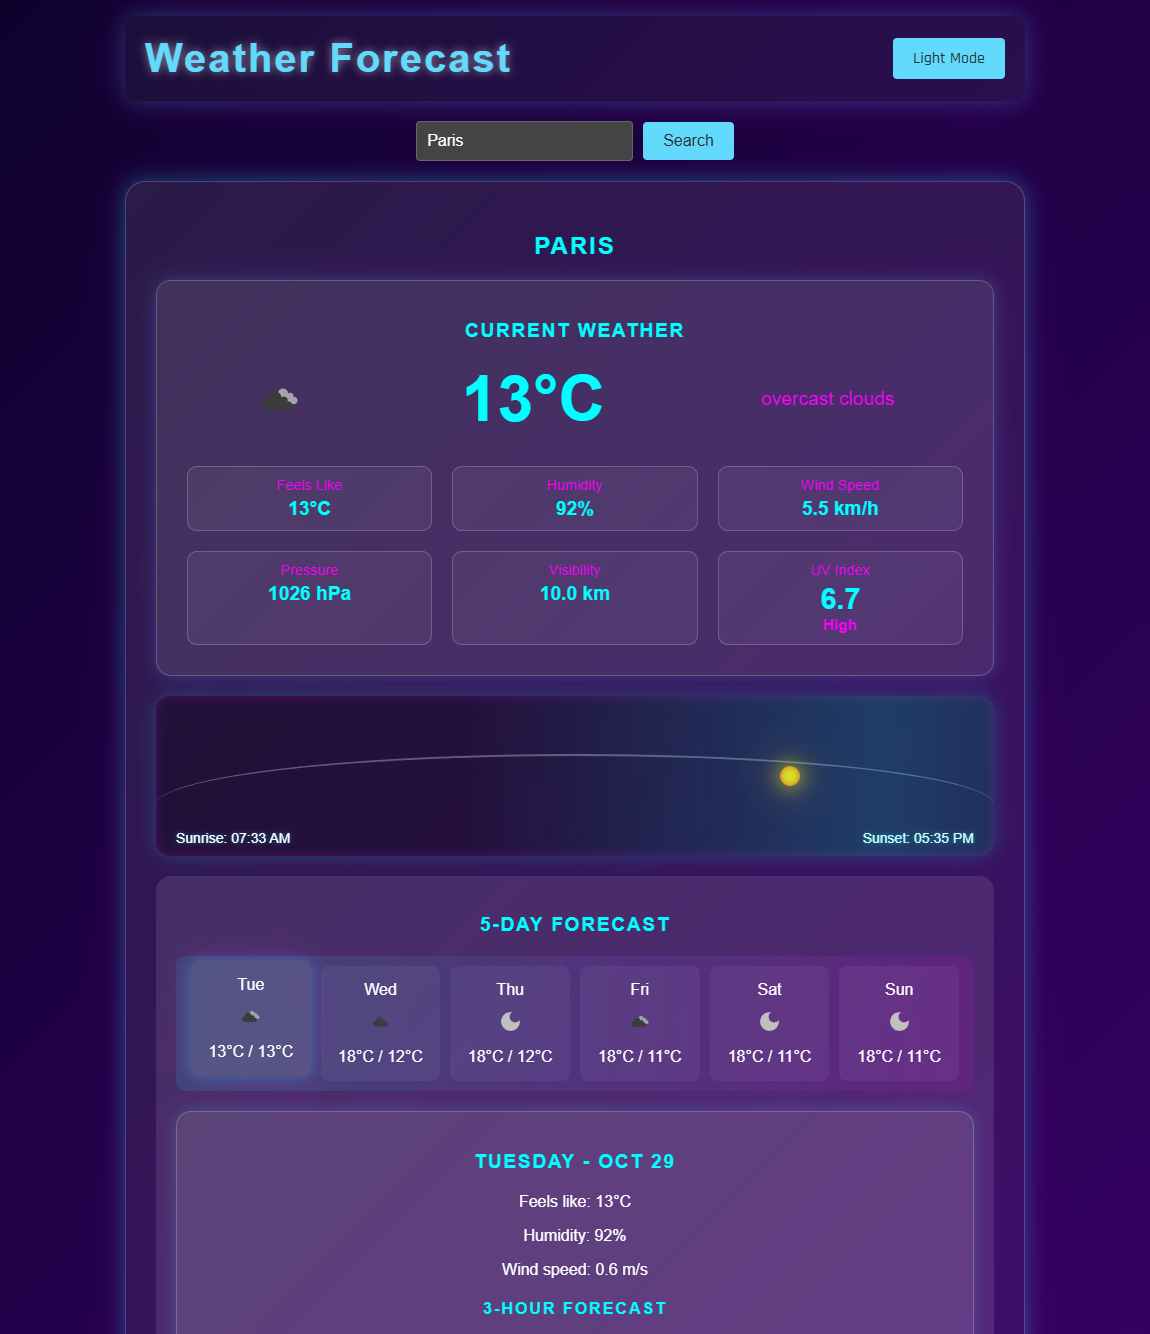 Weather Forecast
Light Mode
Paris
Search
PARIS
CURRENT WEATHER
13°C
overcast clouds
Feels Like
13°C
Humidity
92%
Wind Speed
5.5 km/h
Pressure
1026 hPa
Visibility
10.0 km
UV Index
6.7
High
Sunrise: 07:33 AM
Sunset: 05:35 PM
5-DAY FORECAST
Tue
13°C / 13°C
Wed
18°C / 12°C
Thu
18°C / 12°C
Fri
18°C / 11°C
Sat
18°C / 11°C
Sun
18°C / 11°C
TUESDAY - OCT 29
Feels like: 13°C
Humidity: 92%
Wind speed: 0.6 m/s
3-HOUR FORECAST